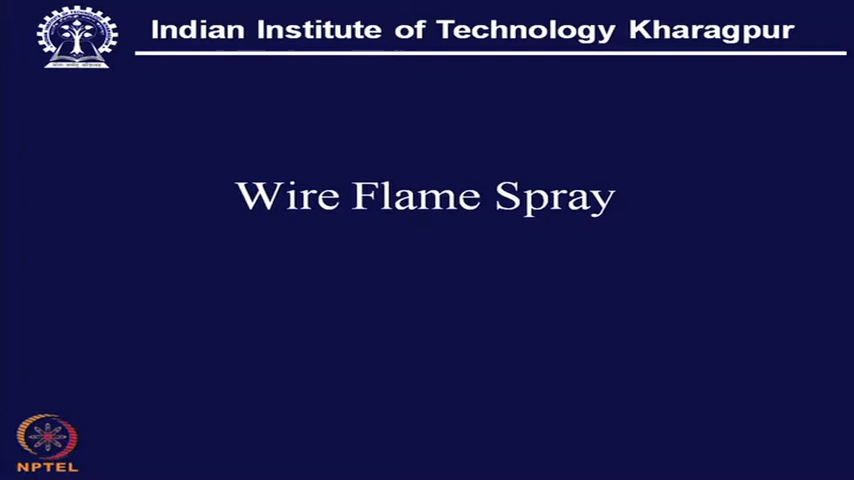 Indian Institute of Technology Kharagpur
Wire Flame Spray
NPTEL